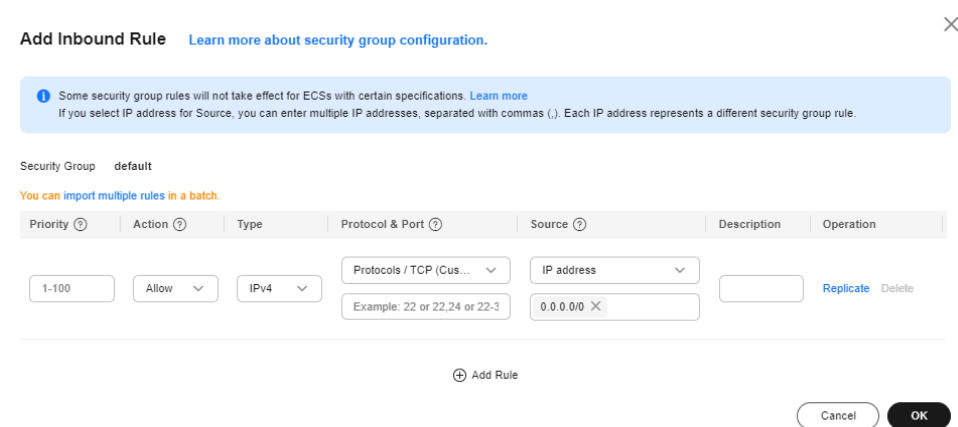 Add Inbound Rule Learn more about security group configuration.
Some security group rules will not take effect for ECSs with certain specifications. Learn more
If you select IP address for Source, you can enter multiple IP addresses, separated with commas (,). Each IP address represents a different security group rule.
Security Group default
You can import multiple rules in a batch.
Priority Action Type Protocol & Port Source Description Operation
Protocols / TCP (Cus... IP address
1-100 Allow IPv4 Replicate Delete
Example: 22 or 22,24 or 22-3 0.0.0.0/0
Add Rule
Cancel OK